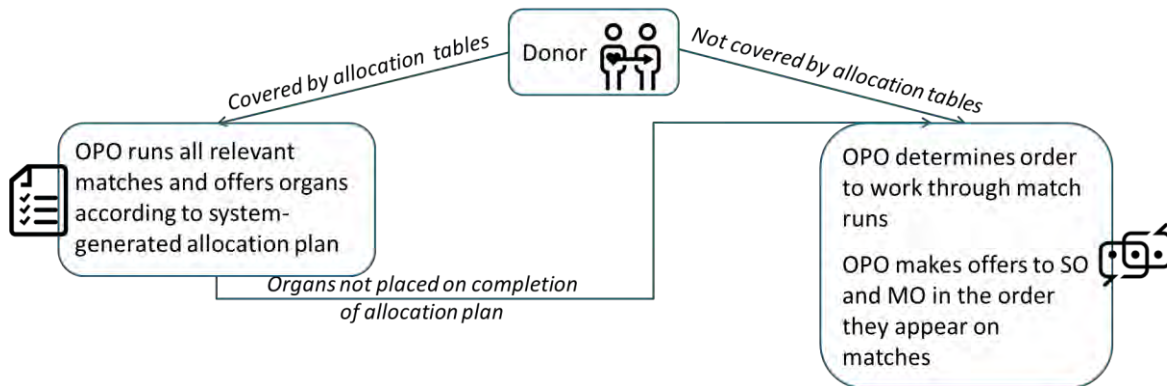 Donor
Covered by allocation tables
Not covered by allocation tables
OPO runs all relevant
matches and offers organs
according to system-
generated allocation plan
Organs not placed on completion
of allocation plan
OPO determines order
to work through match
runs
OPO makes offers to SO
and MO in the order
they appear on
matches